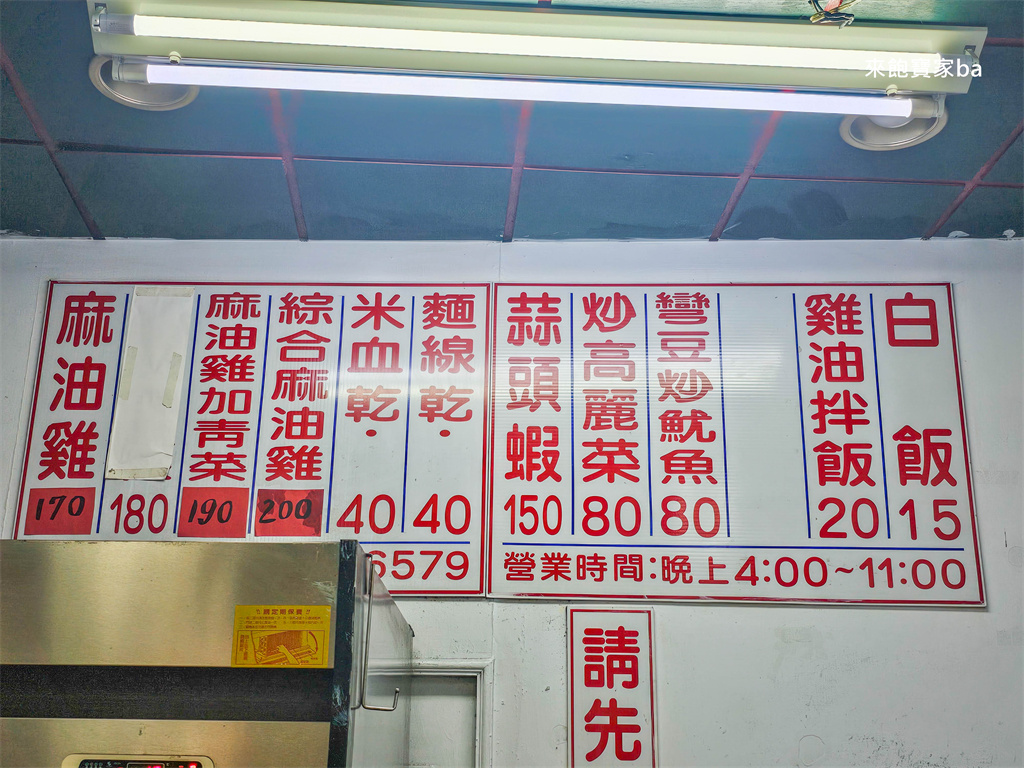 來飽寶家ba
麻油雞 170
180
麻油雞加青菜 190
綜合麻油雞 200
米血乾 · 40
麵線乾 · 40
6579
蒜頭蝦 150
炒高麗菜 80
彎豆炒魷魚 80
雞油拌飯 20
白飯 15
營業時間:晚上4:00~11:00
請先